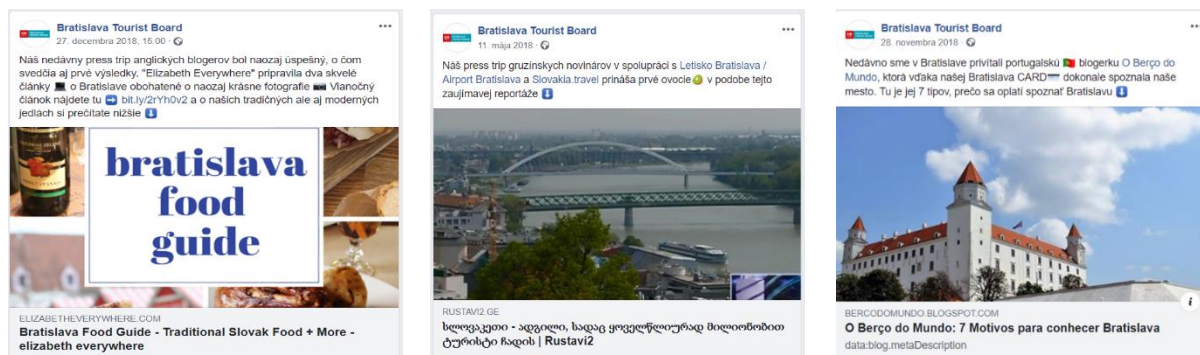 Bratislava Tourist Board
27. decembra 2018, 15:00 ·
Náš nedávny press trip anglických blogerov bol naozaj úspešný, o čom
svedčia aj prvé výsledky. "Elizabeth Everywhere" pripravila dva skvelé
články 💻 o Bratislave obohatené o naozaj krásne fotografie 📷 Vianočný
článok nájdete tu ➡ bit.ly/2rYh0v2 a o našich tradičných ale aj moderných
jedlách si prečítate nižšie ⬇
bratislava
food
guide
ELIZABETHEVERYWHERE.COM
Bratislava Food Guide - Traditional Slovak Food + More -
elizabeth everywhere
Bratislava Tourist Board
11. mája 2018 ·
Náš press trip gruzínskych novinárov v spolupráci s Letisko Bratislava /
Airport Bratislava a Slovakia.travel prináša prvé ovocie 🍏 v podobe tejto
zaujímavej reportáže ⬇
RUSTAVI2.GE
სლოვაკეთი - ადგილი, სადაც ყოველწლიურად მილიონობით
ტურისტი ჩადის | Rustavi2
Bratislava Tourist Board
28. novembra 2018 ·
Nedávno sme v Bratislave privítali portugalskú 🇵🇹 blogerku O Berço do
Mundo, ktorá vďaka našej Bratislava CARD💳 dokonale spoznala naše
mesto. Tu je jej 7 tipov, prečo sa oplatí spoznať Bratislavu ⬇
BERCODOMUNDO.BLOGSPOT.COM
O Berço do Mundo: 7 Motivos para conhecer Bratislava
data:blog.metaDescription